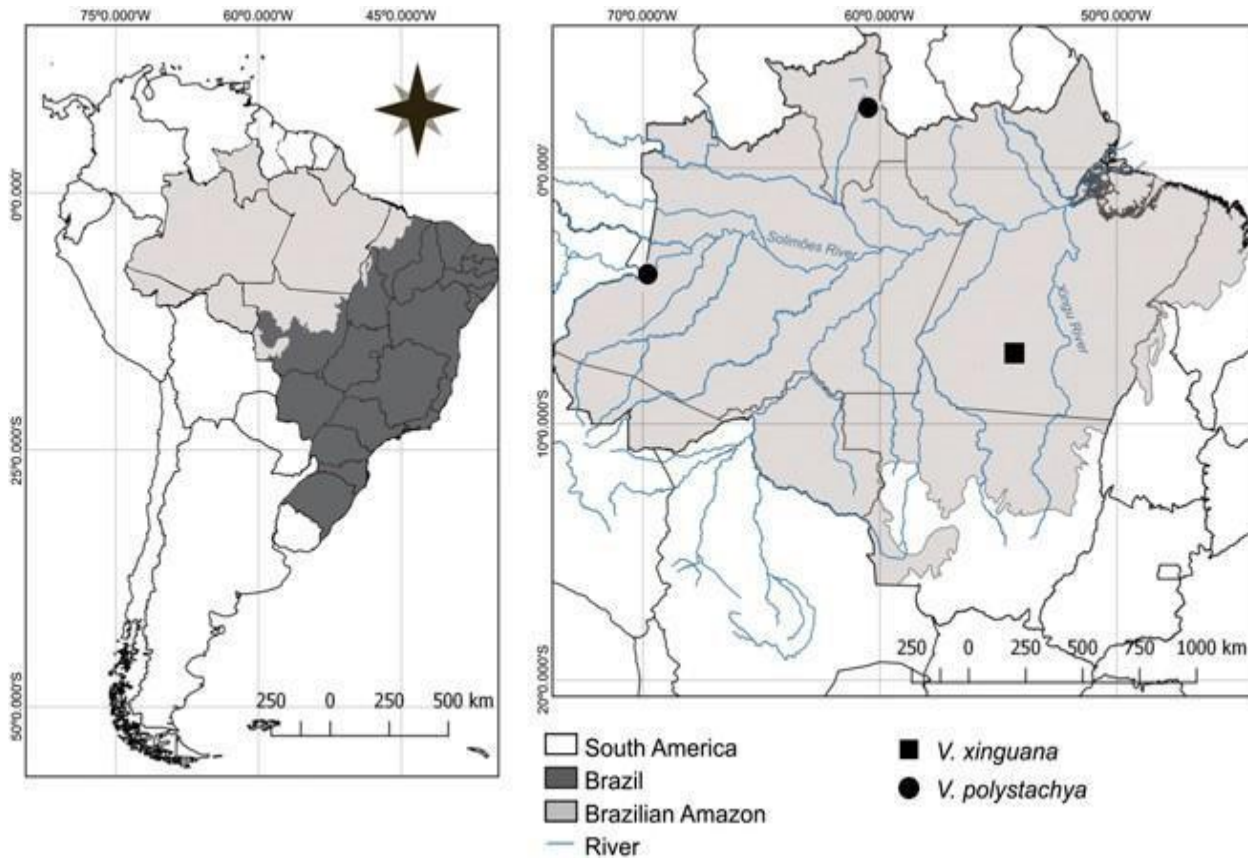 75º0.000'W 60º0.000'W 45º0.000'W
0º0.000'
25º0.000'S
50º0.000'S
250 0 250 500 km
70º0.000'W 60º0.000'W 50º0.000'W
0º0.000'
10º0.000'S
20º0.000'S
Solimões River
Xingu River
250 0 250 500 750 1000 km
South America
Brazil
Brazilian Amazon
River
V. xinguana
V. polystachya